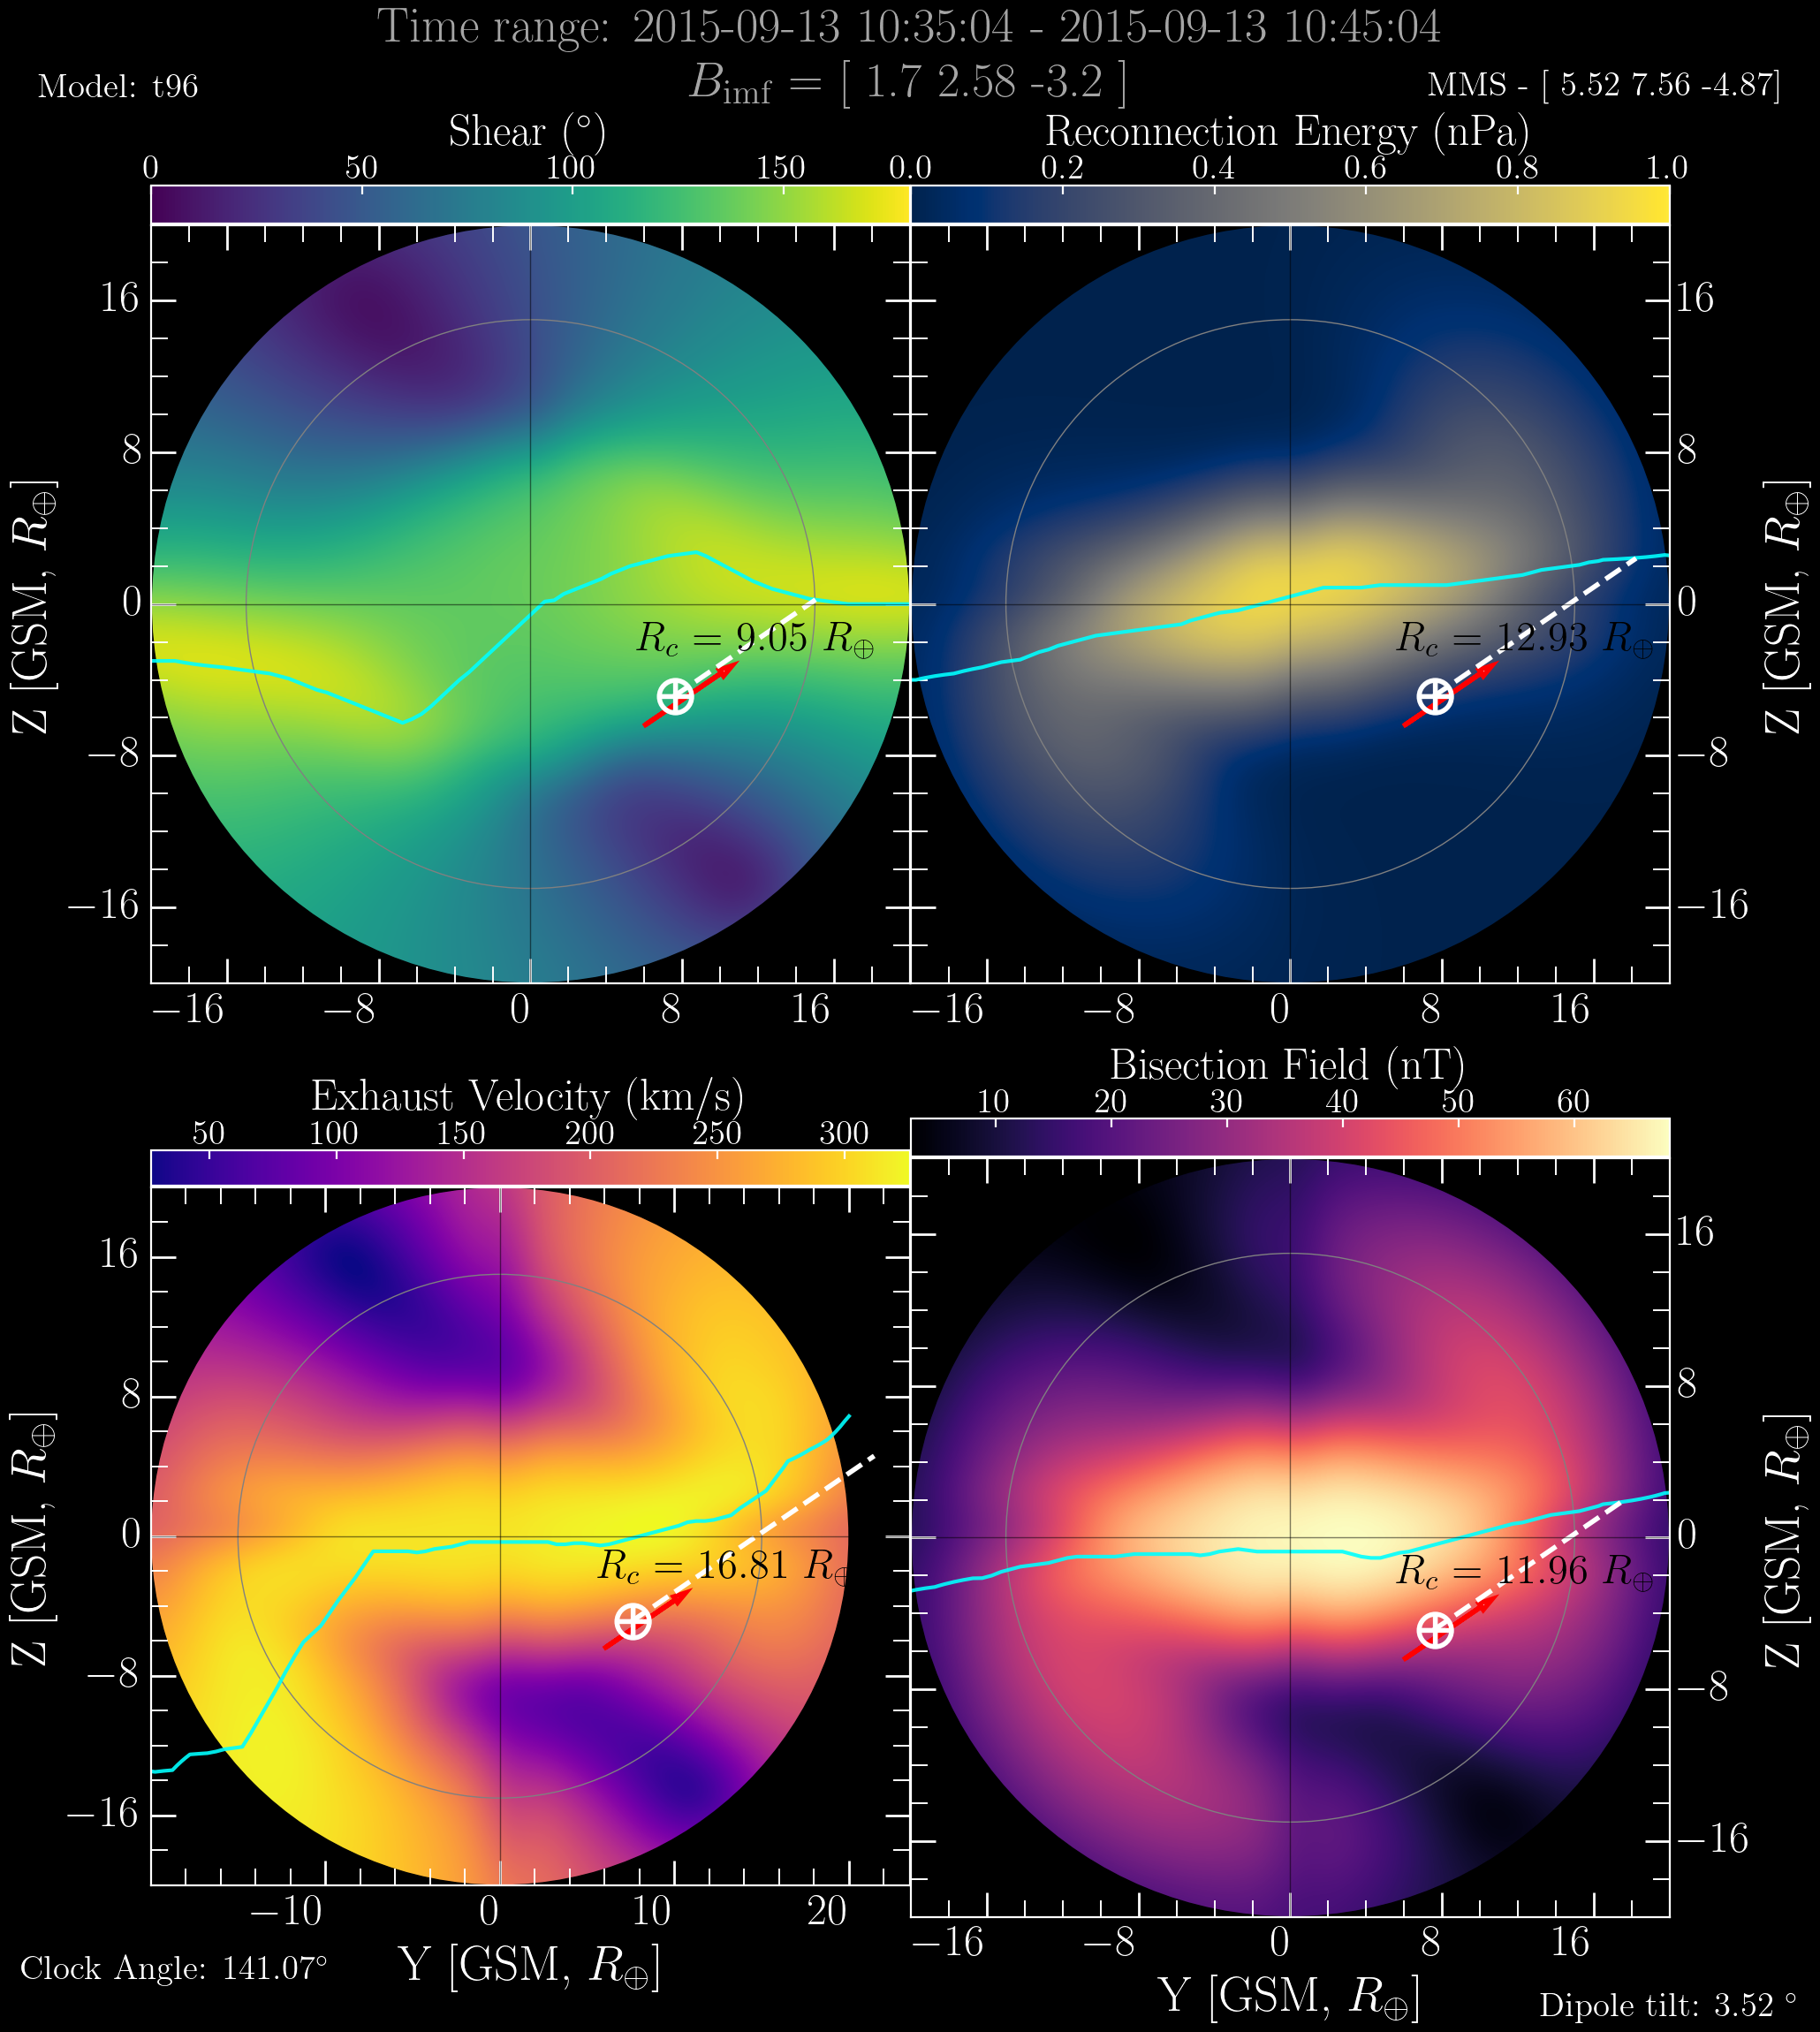 Time range: 2015-09-13 10:35:04 - 2015-09-13 10:45:04
Model: t96
B_imf = [ 1.7 2.58 -3.2 ]
MMS - [ 5.52 7.56 -4.87]
Shear (°)
0 50 100 150
Reconnection Energy (nPa)
0.0 0.2 0.4 0.6 0.8 1.0
Z [GSM, R⊕]
16
8
0
−8
−16
R_c = 9.05 R⊕
−16 −8 0 8 16
R_c = 12.93 R⊕
16
8
0
−8
−16
Z [GSM, R⊕]
−16 −8 0 8 16
Exhaust Velocity (km/s)
50 100 150 200 250 300
Bisection Field (nT)
10 20 30 40 50 60
Z [GSM, R⊕]
16
8
0
−8
−16
R_c = 16.81 R⊕
−10 0 10 20
Y [GSM, R⊕]
R_c = 11.96 R⊕
16
8
0
−8
−16
Z [GSM, R⊕]
−16 −8 0 8 16
Y [GSM, R⊕]
Clock Angle: 141.07°
Dipole tilt: 3.52 °